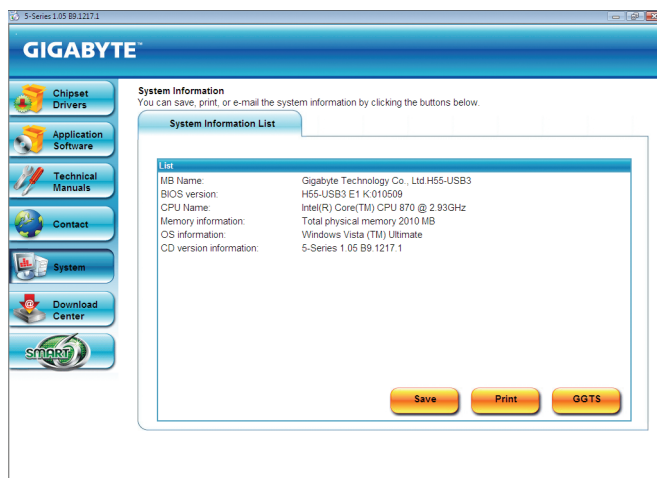 5-Series 1.05 B9.1217.1
GIGABYTE™
Chipset
Drivers
Application
Software
Technical
Manuals
Contact
System
Download
Center
SMART 6
System Information
You can save, print, or e-mail the system information by clicking the buttons below.
System Information List
List
MB Name: Gigabyte Technology Co., Ltd.H55-USB3
BIOS version: H55-USB3 E1 K:010509
CPU Name: Intel(R) Core(TM) CPU 870 @ 2.93GHz
Memory information: Total physical memory 2010 MB
OS information: Windows Vista (TM) Ultimate
CD version information: 5-Series 1.05 B9.1217.1
Save Print GGTS